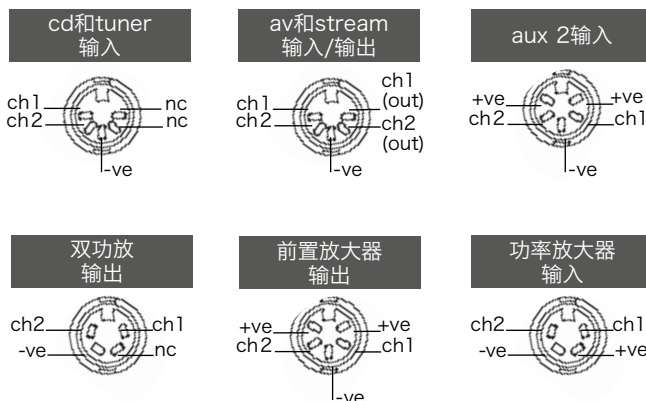 cd和tuner
输入
ch1
nc
ch2
nc
-ve
av和stream
输入/输出
ch1
ch1
(out)
ch2
ch2
(out)
-ve
aux 2输入
+ve
+ve
ch2
ch1
-ve
双功放
输出
ch2
ch1
-ve
nc
前置放大器
输出
+ve
+ve
ch2
ch1
-ve
功率放大器
输入
ch2
ch1
-ve
+ve